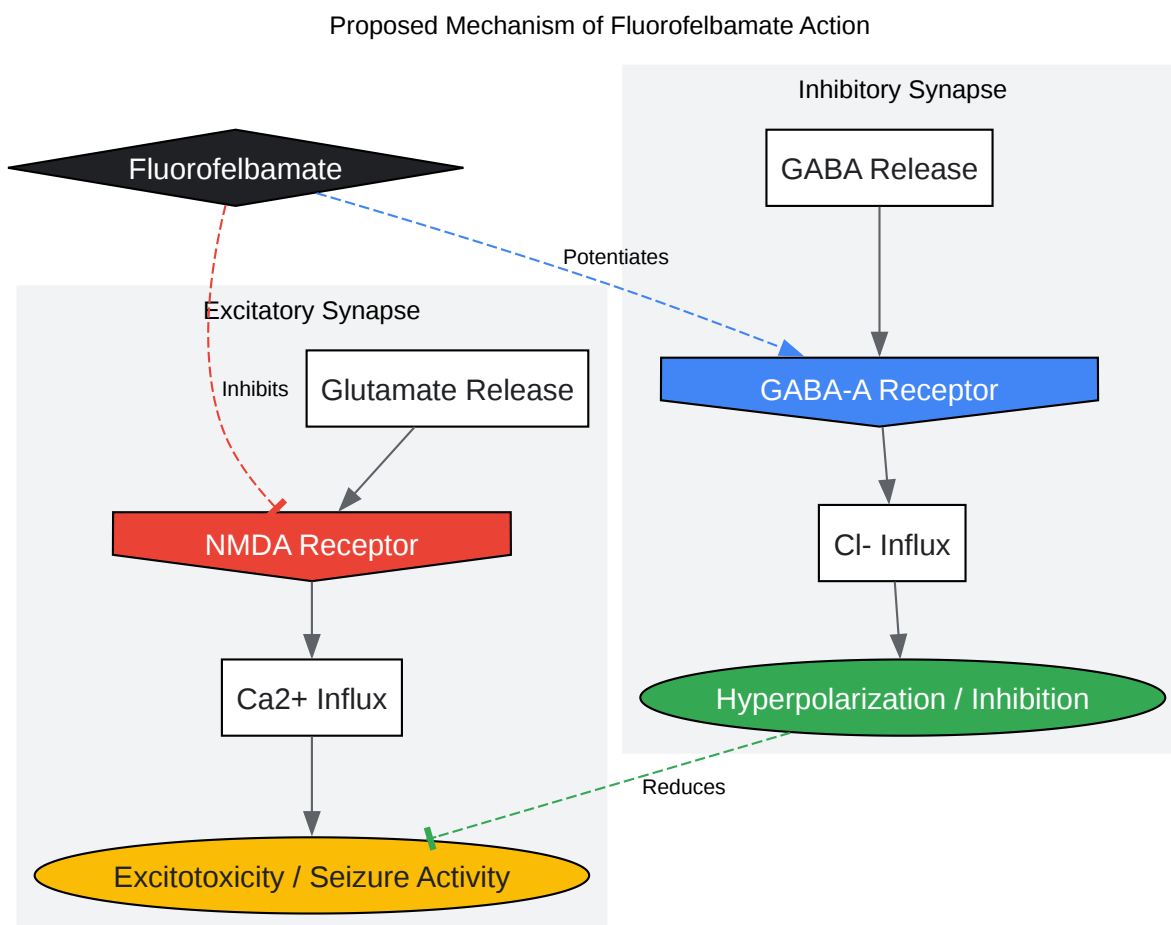 Proposed Mechanism of Fluorofelbamate Action
Inhibitory Synapse
GABA Release
Fluorofelbamate
Potentiates
Excitatory Synapse
Glutamate Release
Inhibits
GABA-A Receptor
NMDA Receptor
Cl- Influx
Ca2+ Influx
Hyperpolarization / Inhibition
Reduces
Excitotoxicity / Seizure Activity